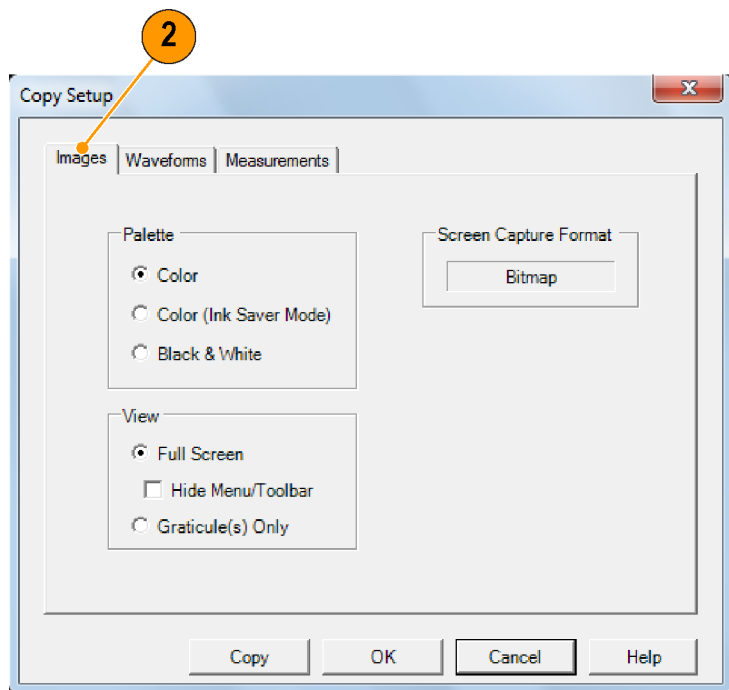 2
Copy Setup
X
Images Waveforms Measurements
Palette
Color
Color (Ink Saver Mode)
Black & White
Screen Capture Format
Bitmap
View
Full Screen
Hide Menu/Toolbar
Graticule(s) Only
Copy OK Cancel Help